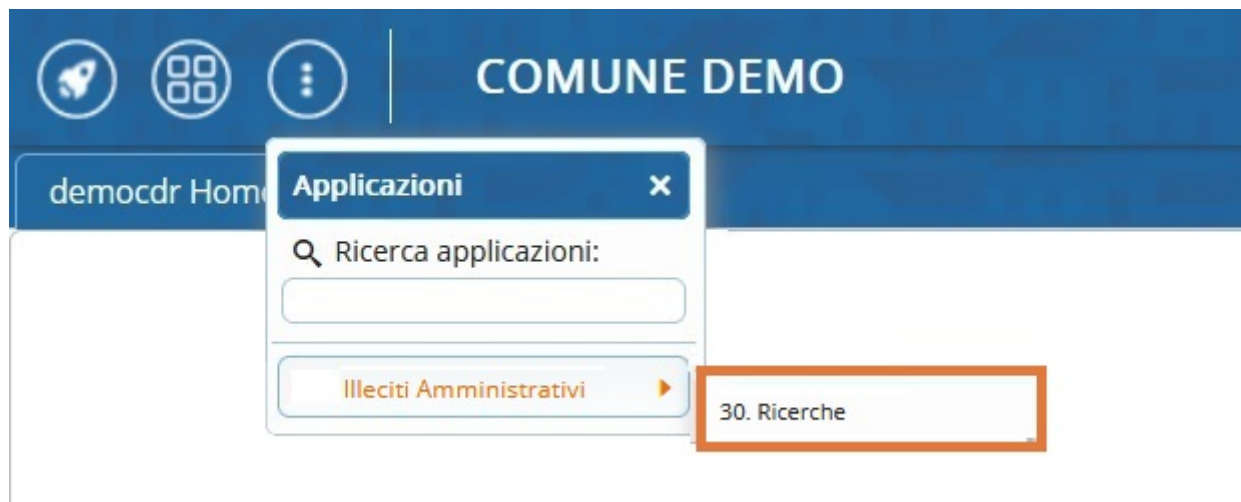 COMUNE DEMO
democdr Home
Applicazioni
Ricerca applicazioni:
Illeciti Amministrativi
30. Ricerche